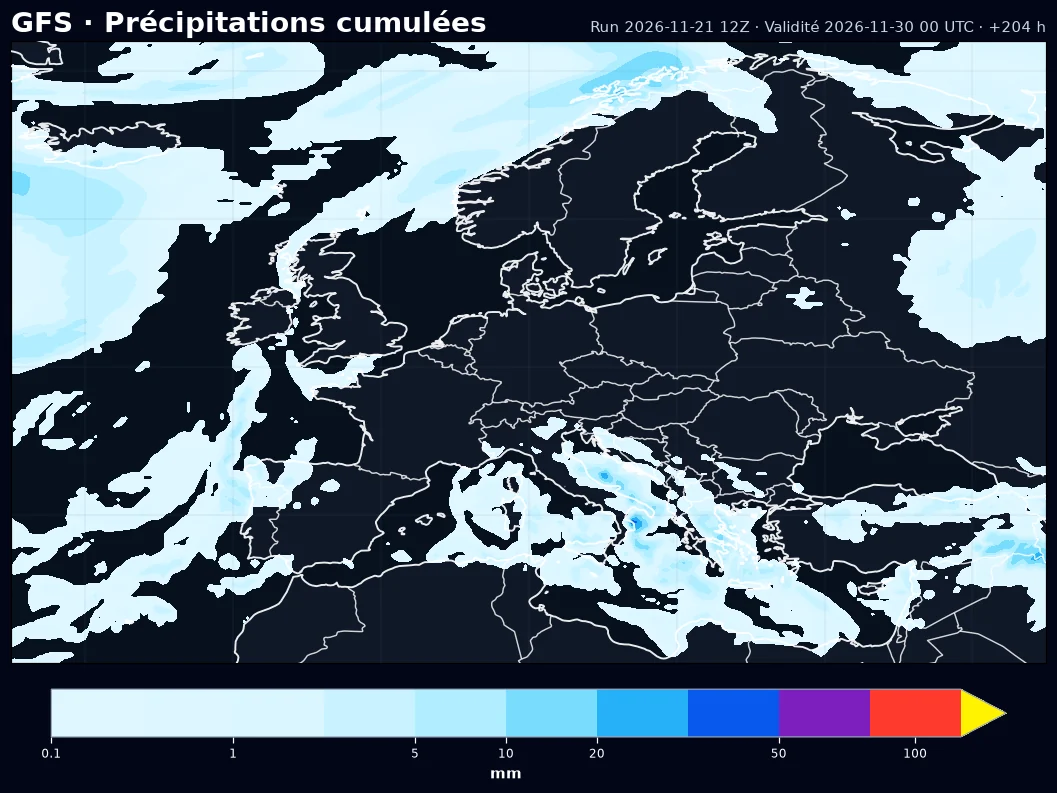 GFS · Précipitations cumulées
Run 2026-11-21 12Z · Validité 2026-11-30 00 UTC · +204 h
0.1 1 5 10 20 50 100
mm